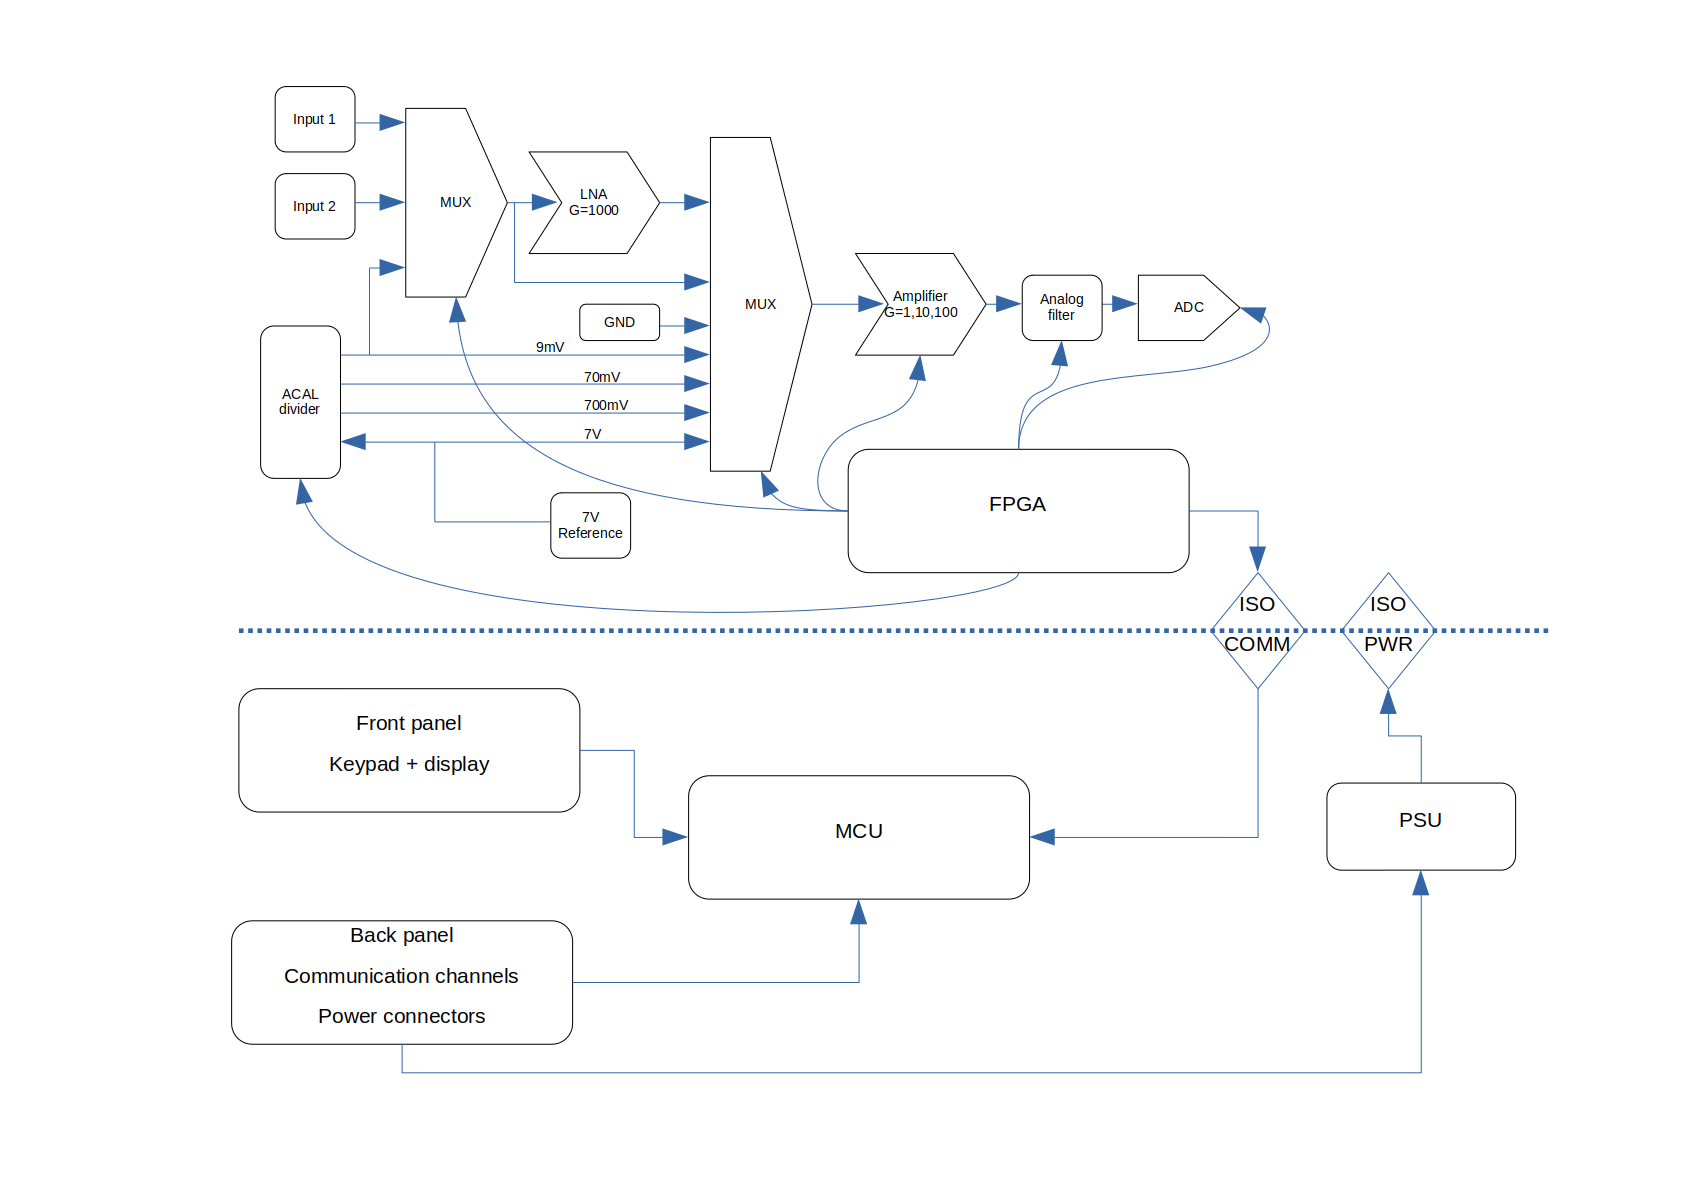 Input 1
Input 2
MUX
LNA
G=1000
GND
MUX
Amplifier
G=1,10,100
Analog
filter
ADC
ACAL
divider
9mV
70mV
700mV
7V
7V
Reference
FPGA
ISO
COMM
ISO
PWR
Front panel
Keypad + display
MCU
PSU
Back panel
Communication channels
Power connectors